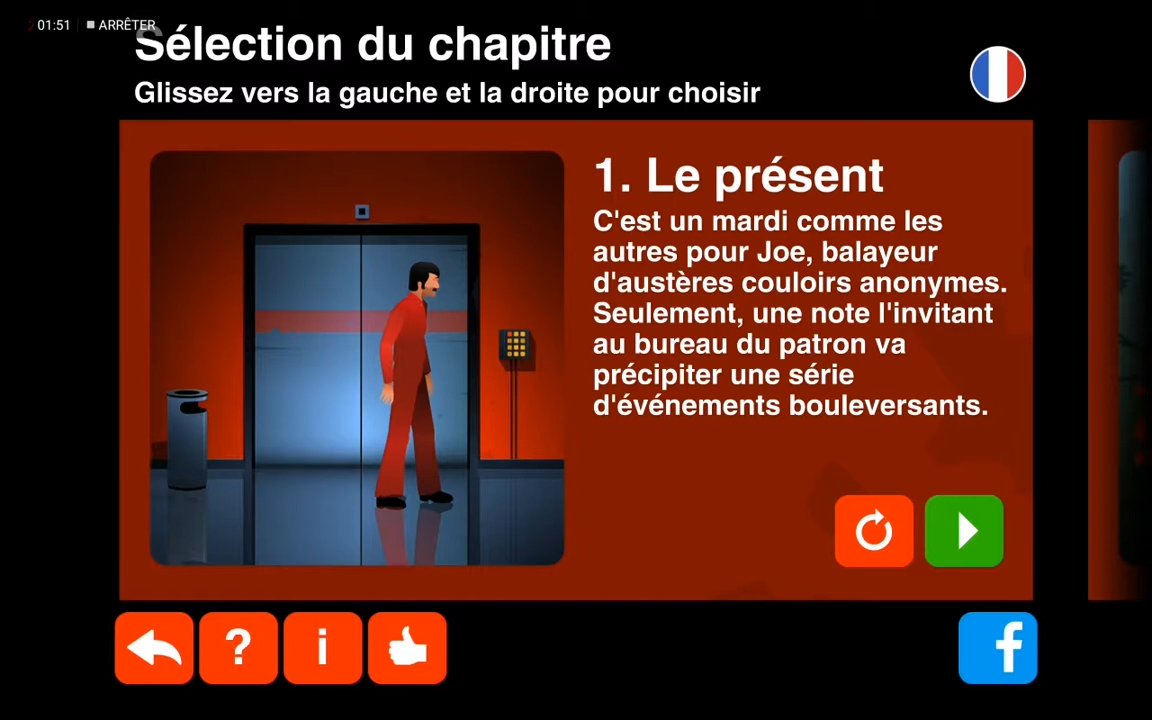 01:51 ARRÊTER
Sélection du chapitre
Glissez vers la gauche et la droite pour choisir
1. Le présent
C'est un mardi comme les
autres pour Joe, balayeur
d'austères couloirs anonymes.
Seulement, une note l'invitant
au bureau du patron va
précipiter une série
d'événements bouleversants.
? i f